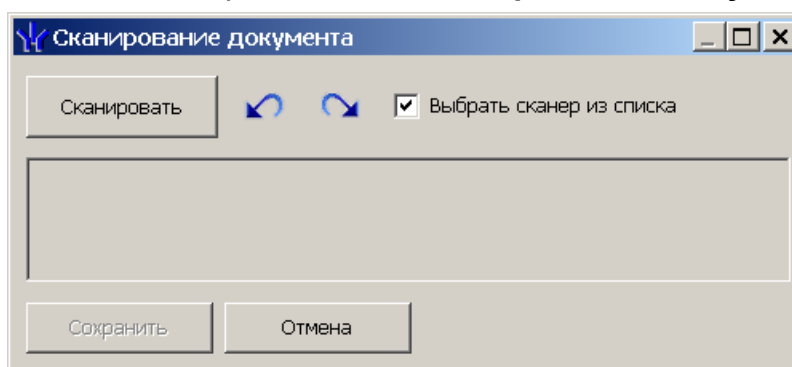 Сканирование документа
Сканировать
Выбрать сканер из списка
Сохранить
Отмена